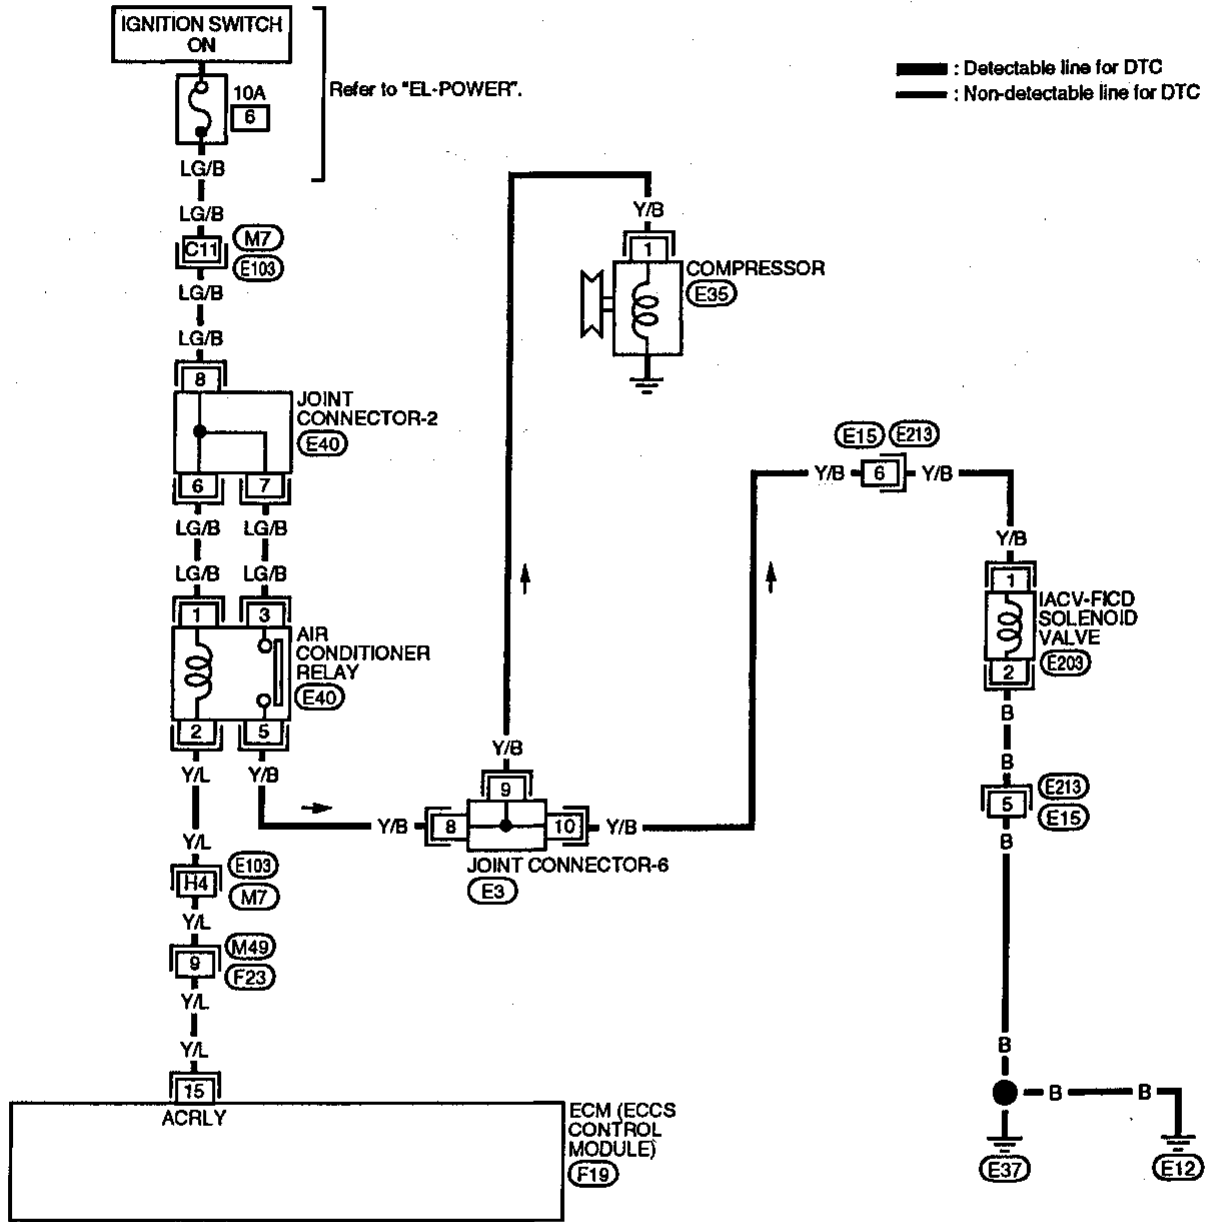 IGNITION SWITCH
ON
10A
6
Refer to "EL-POWER".
: Detectable line for DTC
: Non-detectable line for DTC
LG/B
LG/B
C11
M7
E103
LG/B
LG/B
8
JOINT
CONNECTOR-2
E40
6
7
LG/B
LG/B
LG/B
LG/B
1
3
AIR
CONDITIONER
RELAY
E40
2
5
Y/L
Y/B
Y/B
8
9
10
Y/B
Y/B
JOINT CONNECTOR-6
E3
Y/B
1
COMPRESSOR
E35
E15
E213
Y/B
6
Y/B
Y/B
1
IACV-FICD
SOLENOID
VALVE
E203
2
B
B
E213
5
E15
B
B
B
B
E37
E12
Y/L
E103
H4
M7
Y/L
M49
9
F23
Y/L
Y/L
15
ACRLY
ECM (ECCS
CONTROL
MODULE)
F19